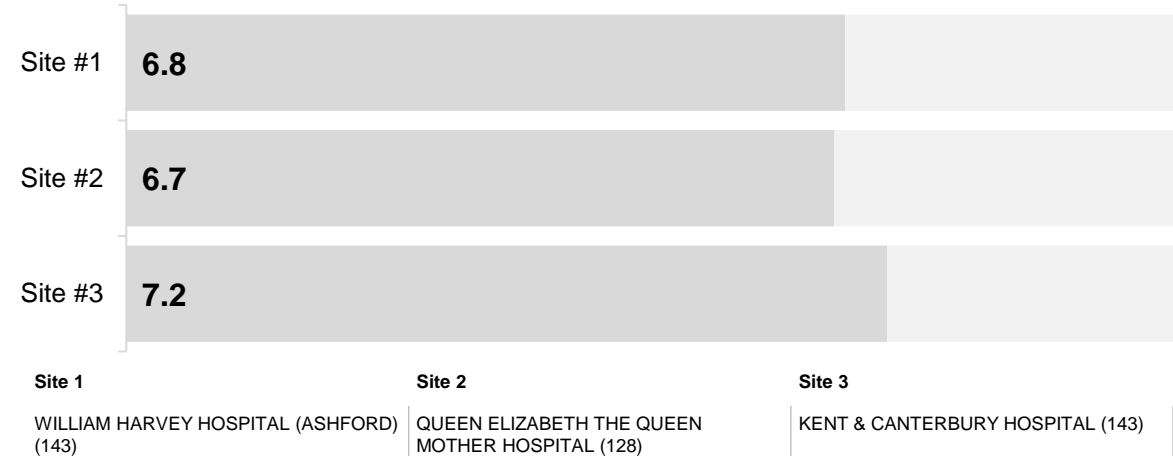 Site #1
6.8
Site #2
6.7
Site #3
7.2
Site 1
WILLIAM HARVEY HOSPITAL (ASHFORD)
(143)
Site 2
QUEEN ELIZABETH THE QUEEN
MOTHER HOSPITAL (128)
Site 3
KENT & CANTERBURY HOSPITAL (143)